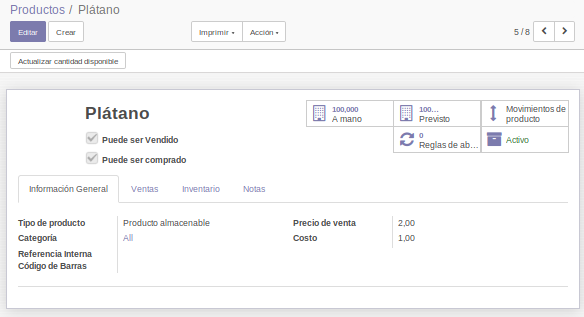 Productos / Plátano
Editar Crear Imprimir Acción 5 / 8
Actualizar cantidad disponible
Plátano
Puede ser Vendido
Puede ser comprado
100,000
A mano
100...
Previsto
Movimientos de
producto
0
Reglas de ab...
Activo
Información General Ventas Inventario Notas
Tipo de producto Producto almacenable
Categoría All
Referencia Interna
Código de Barras
Precio de venta 2,00
Costo 1,00